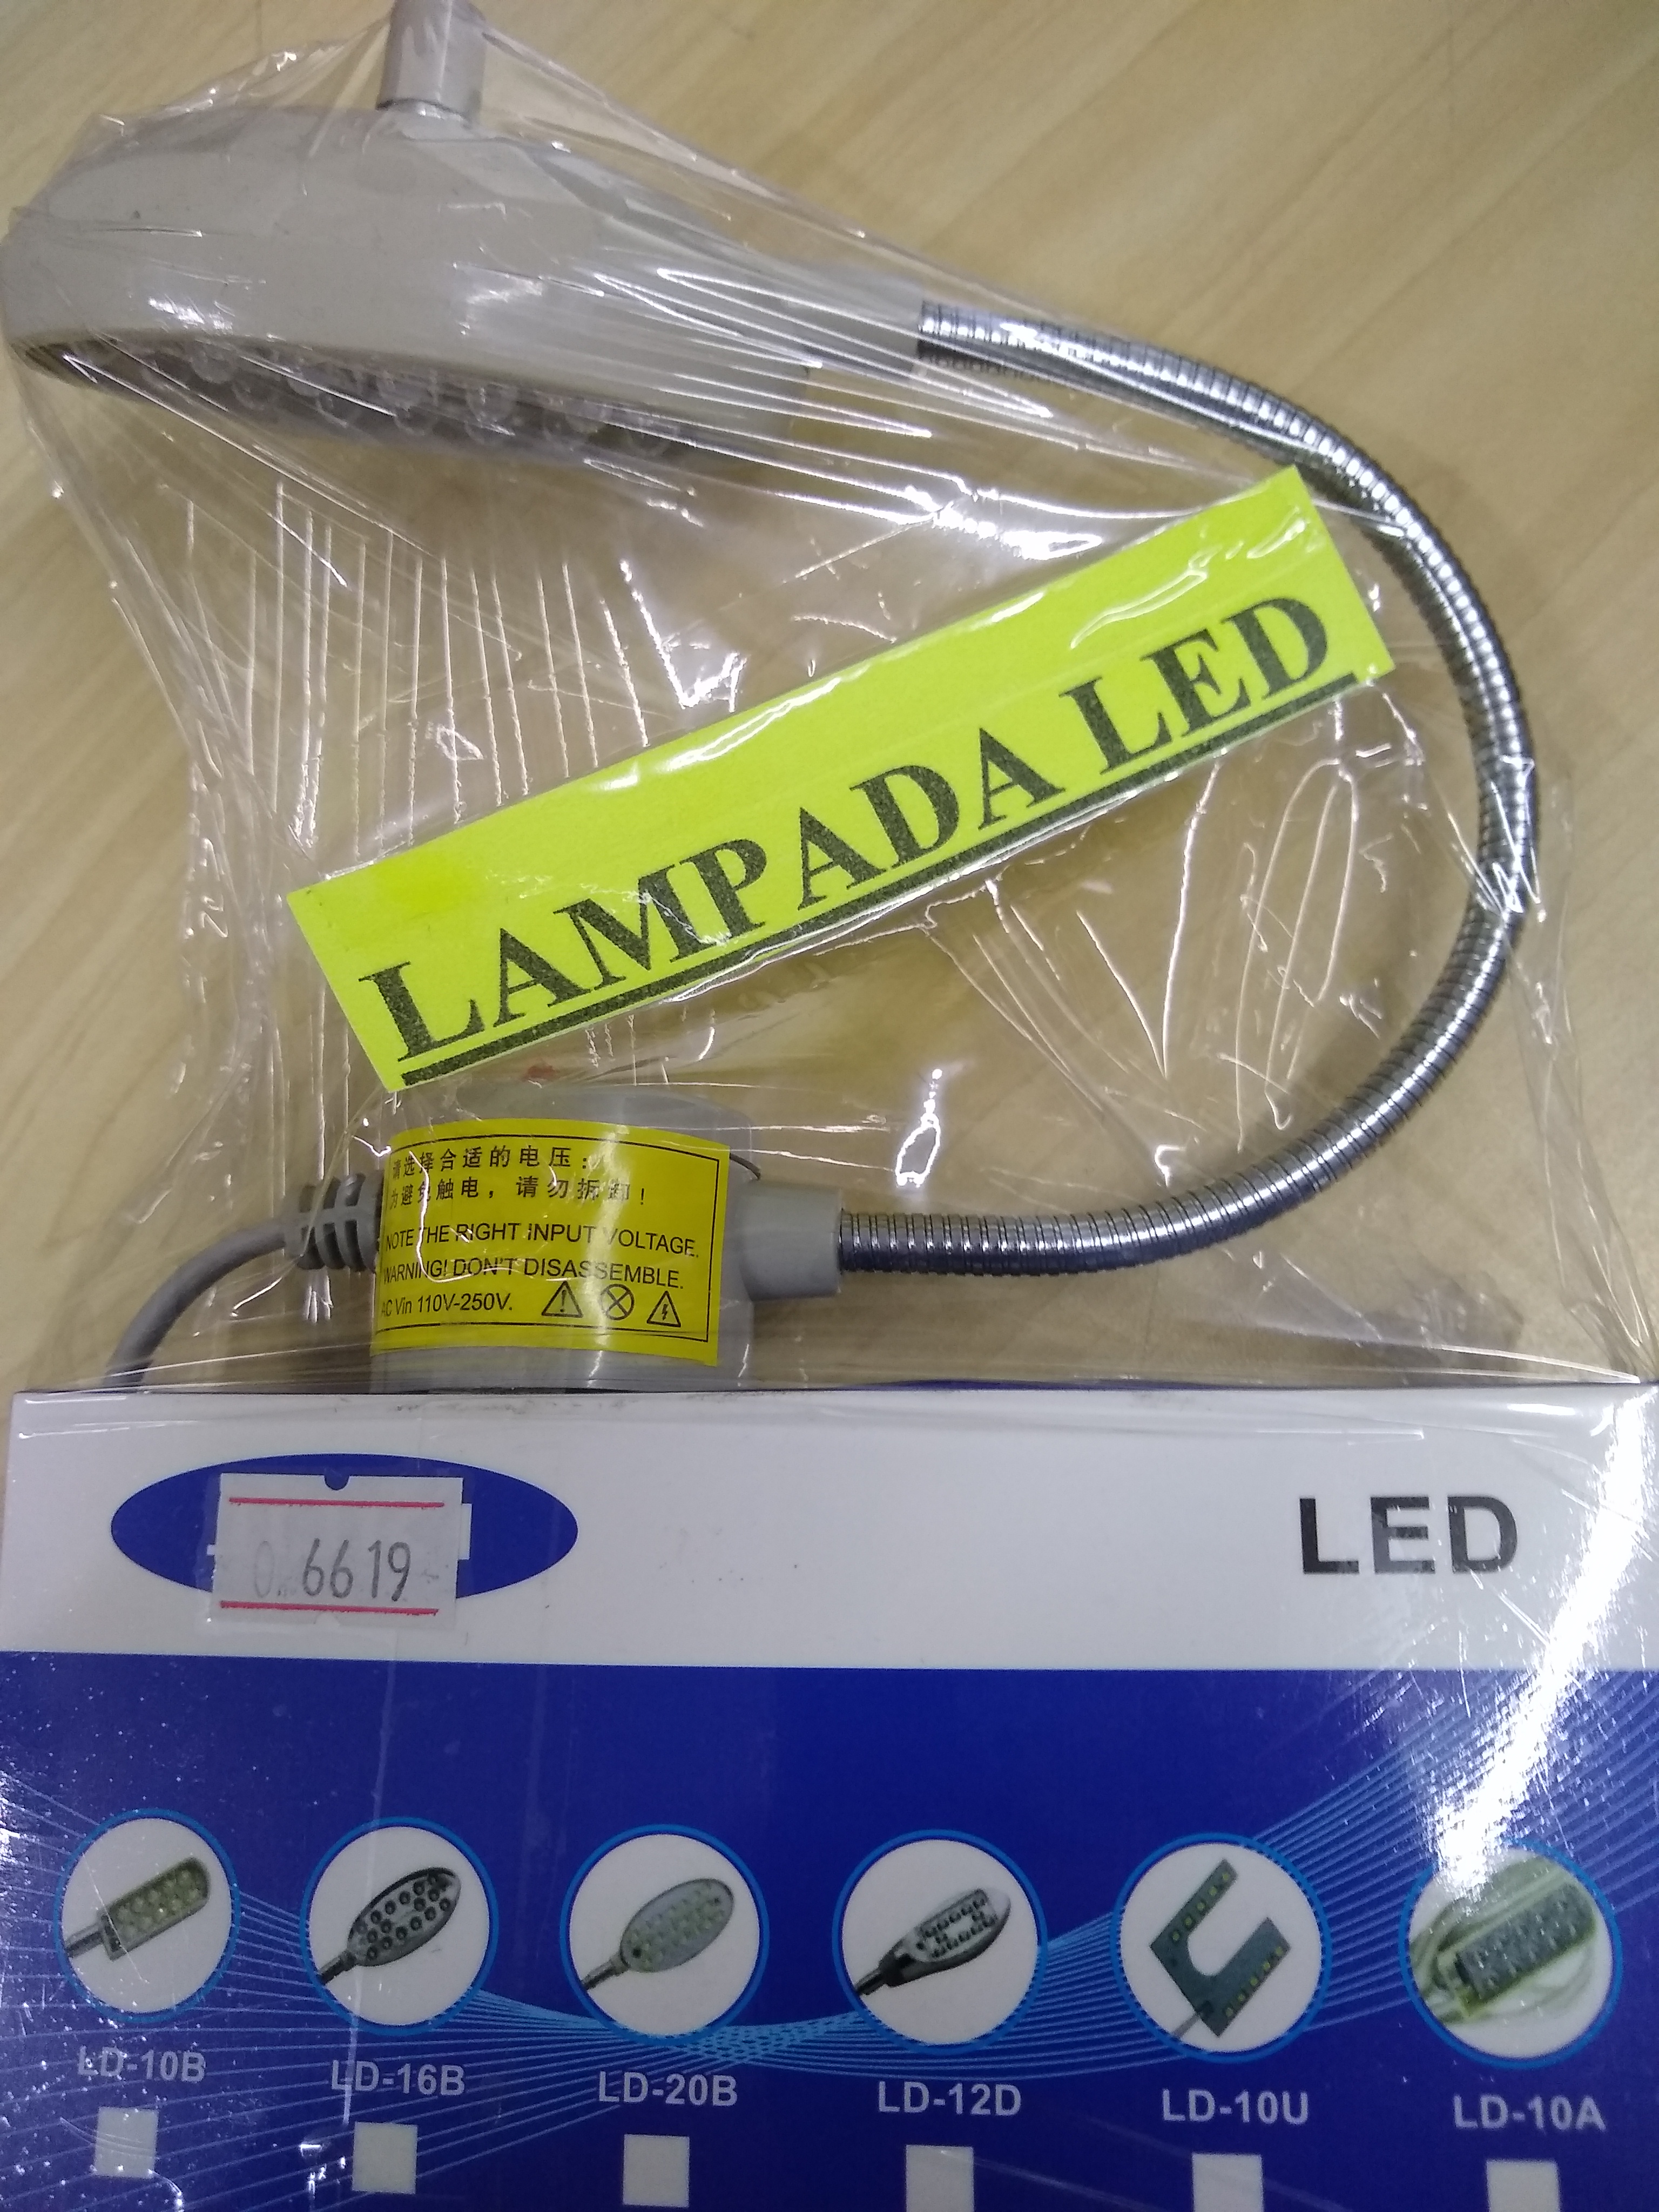 LAMPADA LED
请选择合适的电压:
为避免触电，请勿拆卸!
NOTE THE RIGHT INPUT VOLTAGE.
WARNING! DON'T DISASSEMBLE.
AC Vin 110V-250V.
0.6619
LED
LD-10B
LD-16B
LD-20B
LD-12D
LD-10U
LD-10A